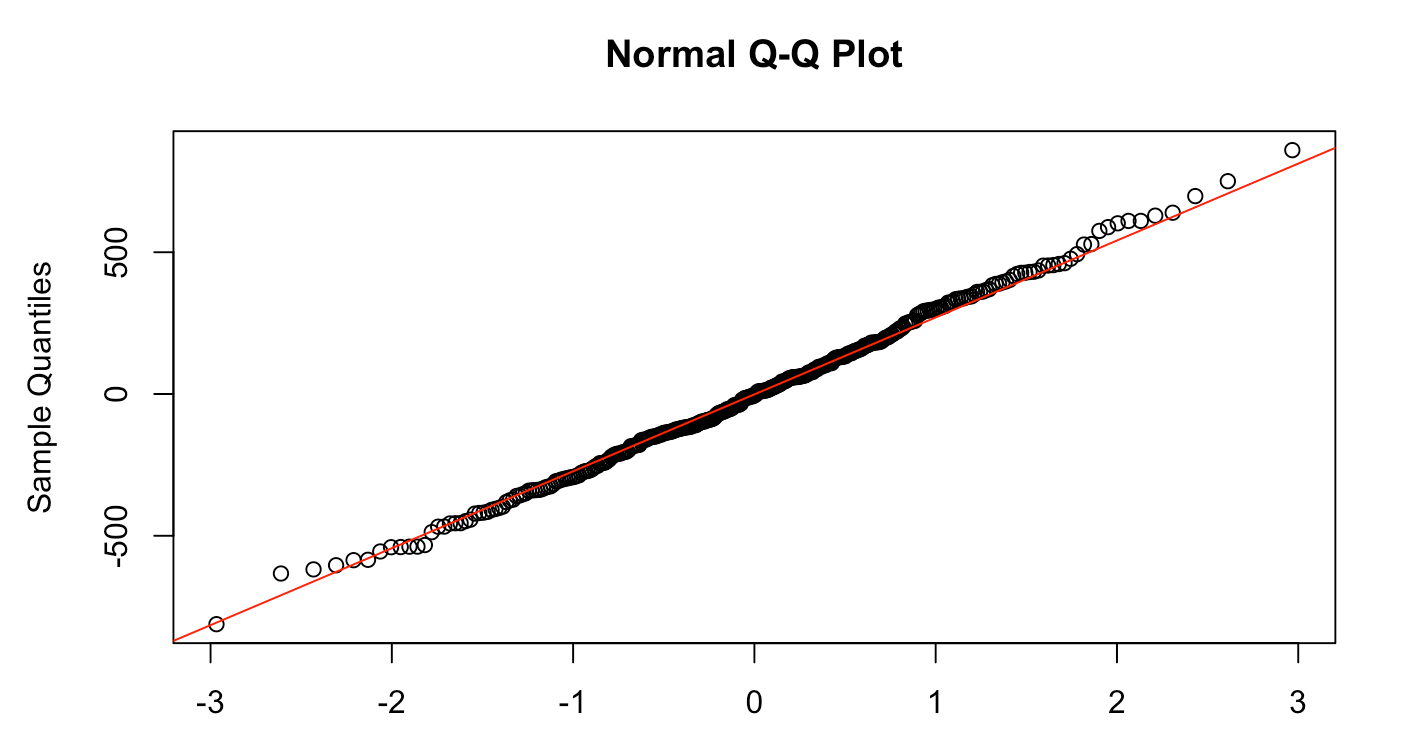 Normal Q-Q Plot
Sample Quantiles
500
0
-500
-3 -2 -1 0 1 2 3